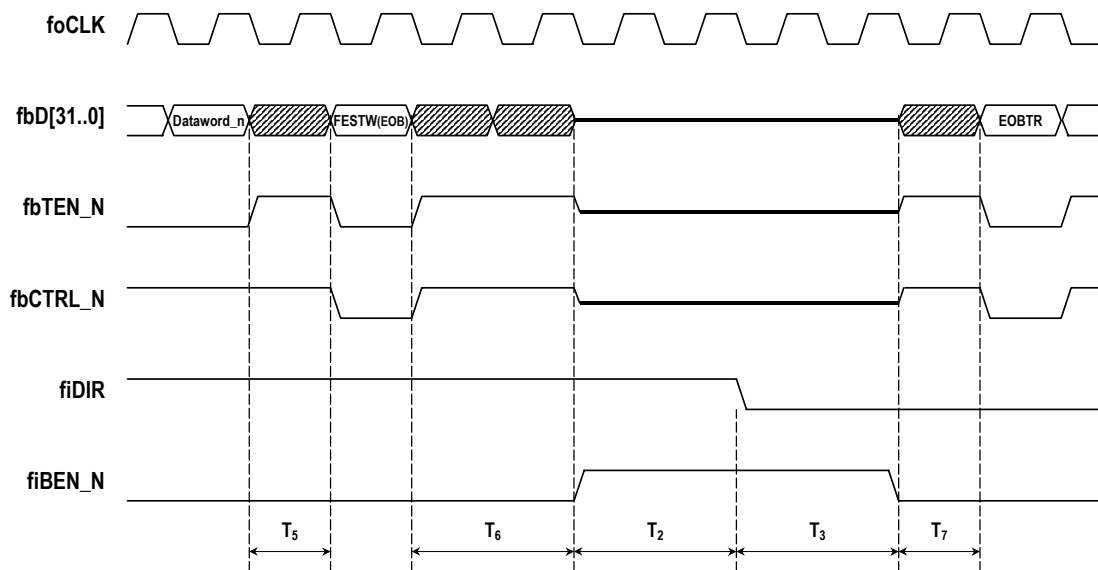 foCLK
fbD[31..0]
Dataword_n
FESTW(EOB)
EOBTR
fbTEN_N
fbCTRL_N
fiDIR
fiBEN_N
T5
T6
T2
T3
T7